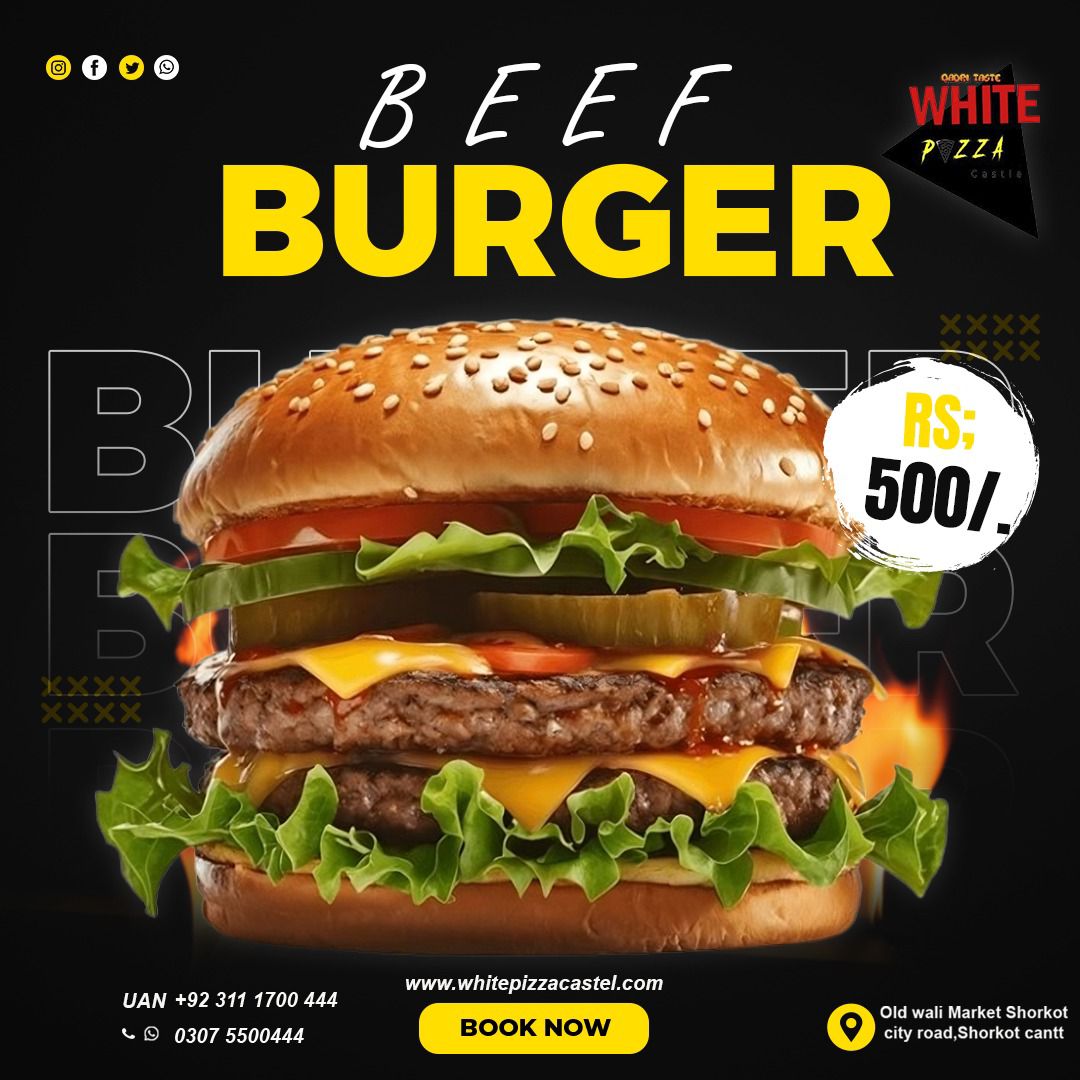 BEEF
QADRI TASTE
WHITE
PIZZA
Castle
BURGER
BURGER
RS;
500/.
BURGER
www.whitepizzacastel.com
UAN +92 311 1700 444
0307 5500444
BOOK NOW
Old wali Market Shorkot
city road,Shorkot cantt